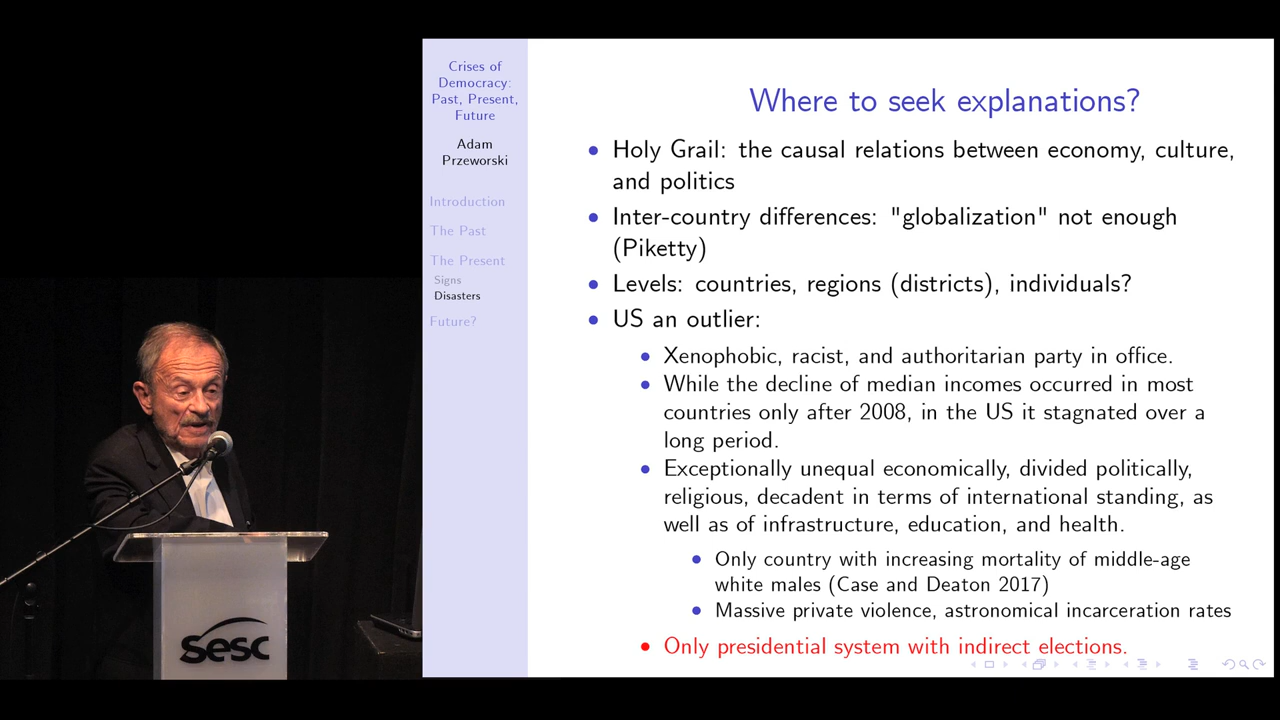 Crises of
Democracy:
Past, Present,
Future
Adam
Przeworski
Introduction
The Past
The Present
Signs
Disasters
Future?
Where to seek explanations?
• Holy Grail: the causal relations between economy, culture,
and politics
• Inter-country differences: "globalization" not enough
(Piketty)
• Levels: countries, regions (districts), individuals?
• US an outlier:
• Xenophobic, racist, and authoritarian party in office.
• While the decline of median incomes occurred in most
countries only after 2008, in the US it stagnated over a
long period.
• Exceptionally unequal economically, divided politically,
religious, decadent in terms of international standing, as
well as of infrastructure, education, and health.
• Only country with increasing mortality of middle-age
white males (Case and Deaton 2017)
• Massive private violence, astronomical incarceration rates
• Only presidential system with indirect elections.
sesc